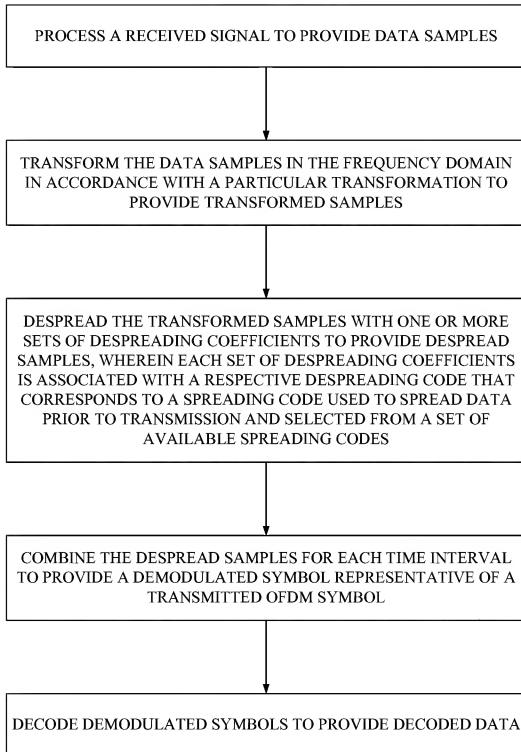 PROCESS A RECEIVED SIGNAL TO PROVIDE DATA SAMPLES
TRANSFORM THE DATA SAMPLES IN THE FREQUENCY DOMAIN
IN ACCORDANCE WITH A PARTICULAR TRANSFORMATION TO
PROVIDE TRANSFORMED SAMPLES
DESPREAD THE TRANSFORMED SAMPLES WITH ONE OR MORE
SETS OF DESPREADING COEFFICIENTS TO PROVIDE DESPREAD
SAMPLES, WHEREIN EACH SET OF DESPREADING COEFFICIENTS
IS ASSOCIATED WITH A RESPECTIVE DESPREADING CODE THAT
CORRESPONDS TO A SPREADING CODE USED TO SPREAD DATA
PRIOR TO TRANSMISSION AND SELECTED FROM A SET OF
AVAILABLE SPREADING CODES
COMBINE THE DESPREAD SAMPLES FOR EACH TIME INTERVAL
TO PROVIDE A DEMODULATED SYMBOL REPRESENTATIVE OF A
TRANSMITTED OFDM SYMBOL
DECODE DEMODULATED SYMBOLS TO PROVIDE DECODED DATA